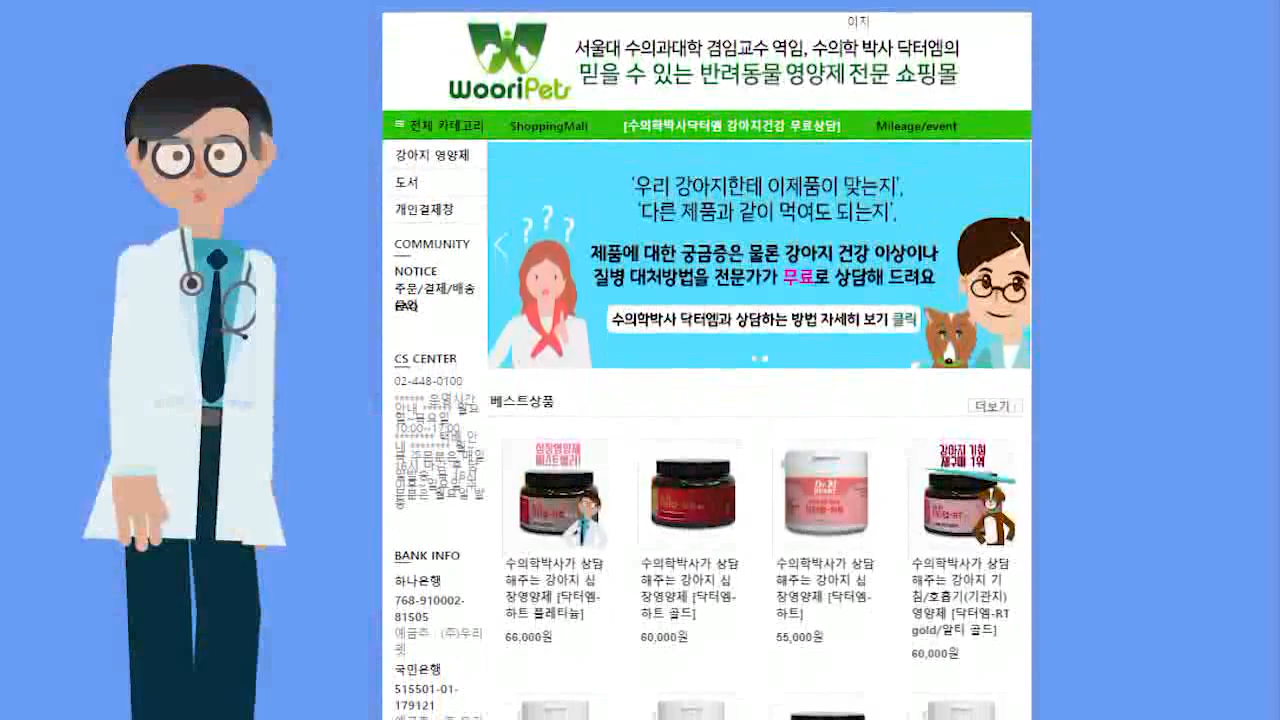 이지
WooriPets
서울대 수의과대학 겸임교수 역임, 수의학 박사 닥터엠의
믿을 수 있는 반려동물 영양제 전문 쇼핑몰
전체 카테고리 ShoppingMall [수의학박사닥터엠 강아지건강 무료상담] Mileage/event
강아지 영양제
도서
개인결제창
COMMUNITY
NOTICE
주문/결제/배송
FAQ
CS CENTER
02-448-0100
10:00~17:00
BANK INFO
하나은행
768-910002-
81505
예금주 : (주)우리
펫
국민은행
515501-01-
179121
? ? ?
'우리 강아지한테 이제품이 맞는지',
'다른 제품과 같이 먹여도 되는지',
제품에 대한 궁금증은 물론 강아지 건강 이상이나
질병 대처방법을 전문가가 무료로 상담해 드려요
수의학박사 닥터엠과 상담하는 방법 자세히 보기 클릭
베스트상품
더보기
심장영양제
베스트셀러!
수의학박사가 상담
해주는 강아지 심
장영양제 [닥터엠-
하트 플레티늄]
66,000원
수의학박사가 상담
해주는 강아지 심
장영양제 [닥터엠-
하트 골드]
60,000원
수의학박사가 상담
해주는 강아지 심
장영양제 [닥터엠-
하트]
55,000원
강아지 기침
재구매 1위
수의학박사가 상담
해주는 강아지 기
침/호흡기(기관지)
영양제 [닥터엠-RT
gold/알티 골드]
60,000원